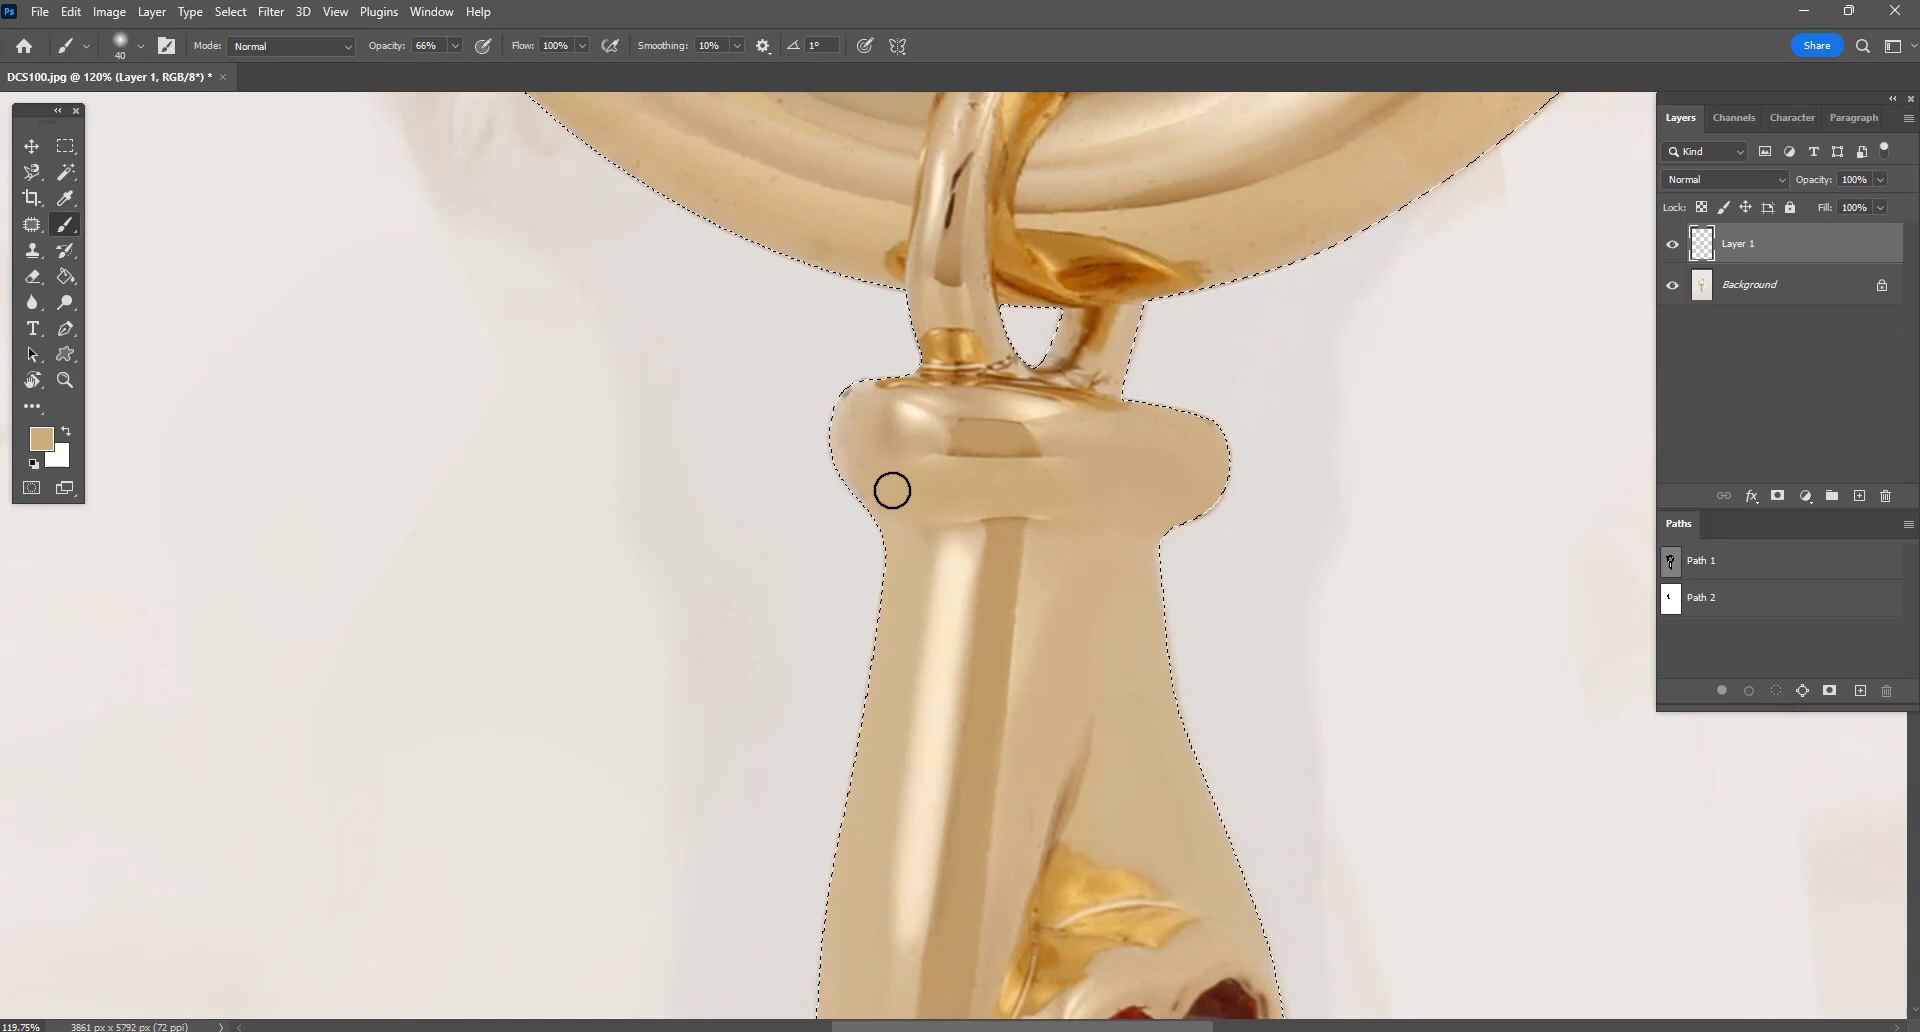 Ps File Edit Image Layer Type Select Filter 3D View Plugins Window Help
40 Mode: Normal Opacity: 66% Flow: 100% Smoothing: 10% 1° Share
DCS100.jpg @ 120% (Layer 1, RGB/8*) *
Layers Channels Character Paragraph
Kind
Normal Opacity: 100%
Lock: Fill: 100%
Layer 1
Background
fx
Paths
Path 1
Path 2
119.75% 3861 px x 5792 px (72 ppi)